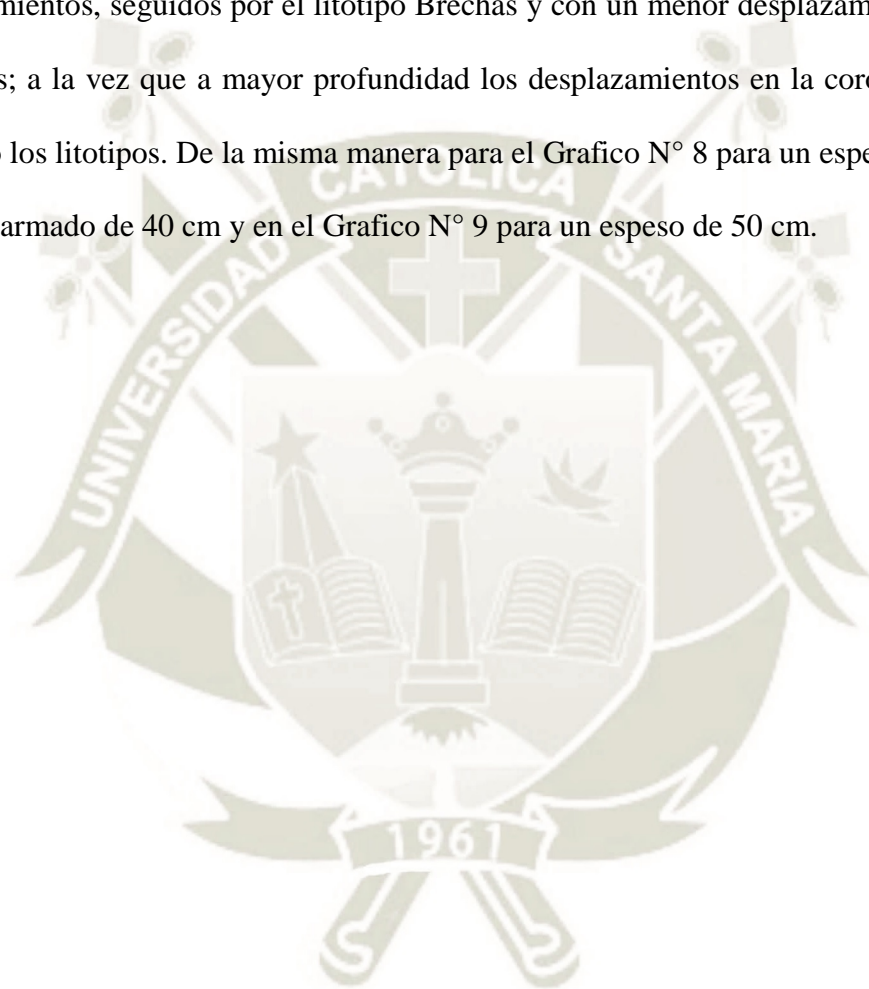 mientos, seguidos por el litotipo Brechas y con un menor desplazam
s; a la vez que a mayor profundidad los desplazamientos en la coro
o los litotipos. De la misma manera para el Grafico N° 8 para un espe
armado de 40 cm y en el Grafico N° 9 para un espeso de 50 cm.
UNIVERSIDAD CATOLICA SANTA MARIA
1961